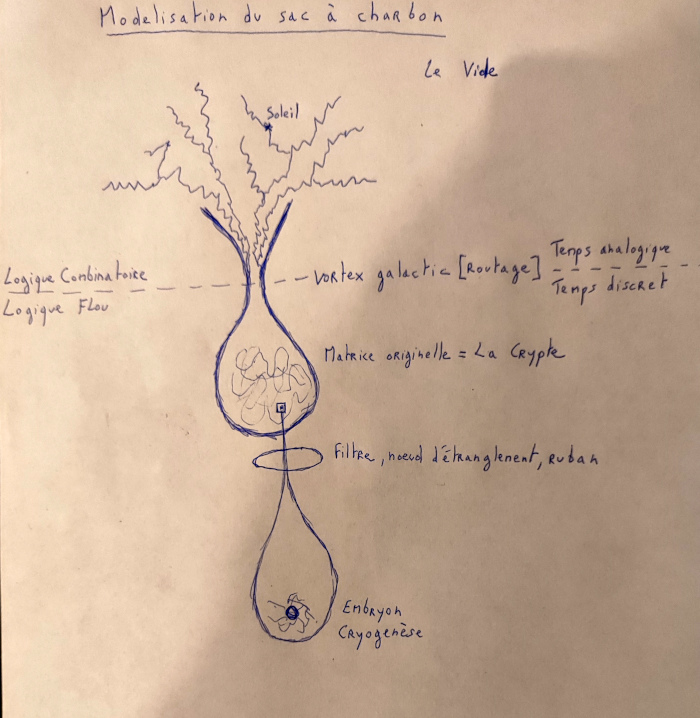 Modelisation du sac à charbon
Le Vide
Soleil
Logique Combinatoire
Logique Flou
Vortex galactic [Routage]
Temps analogique
Temps discret
Matrice originelle = La Crypte
Filtre, noeud d'étranglement, Ruban
Embryon
Cryogenèse